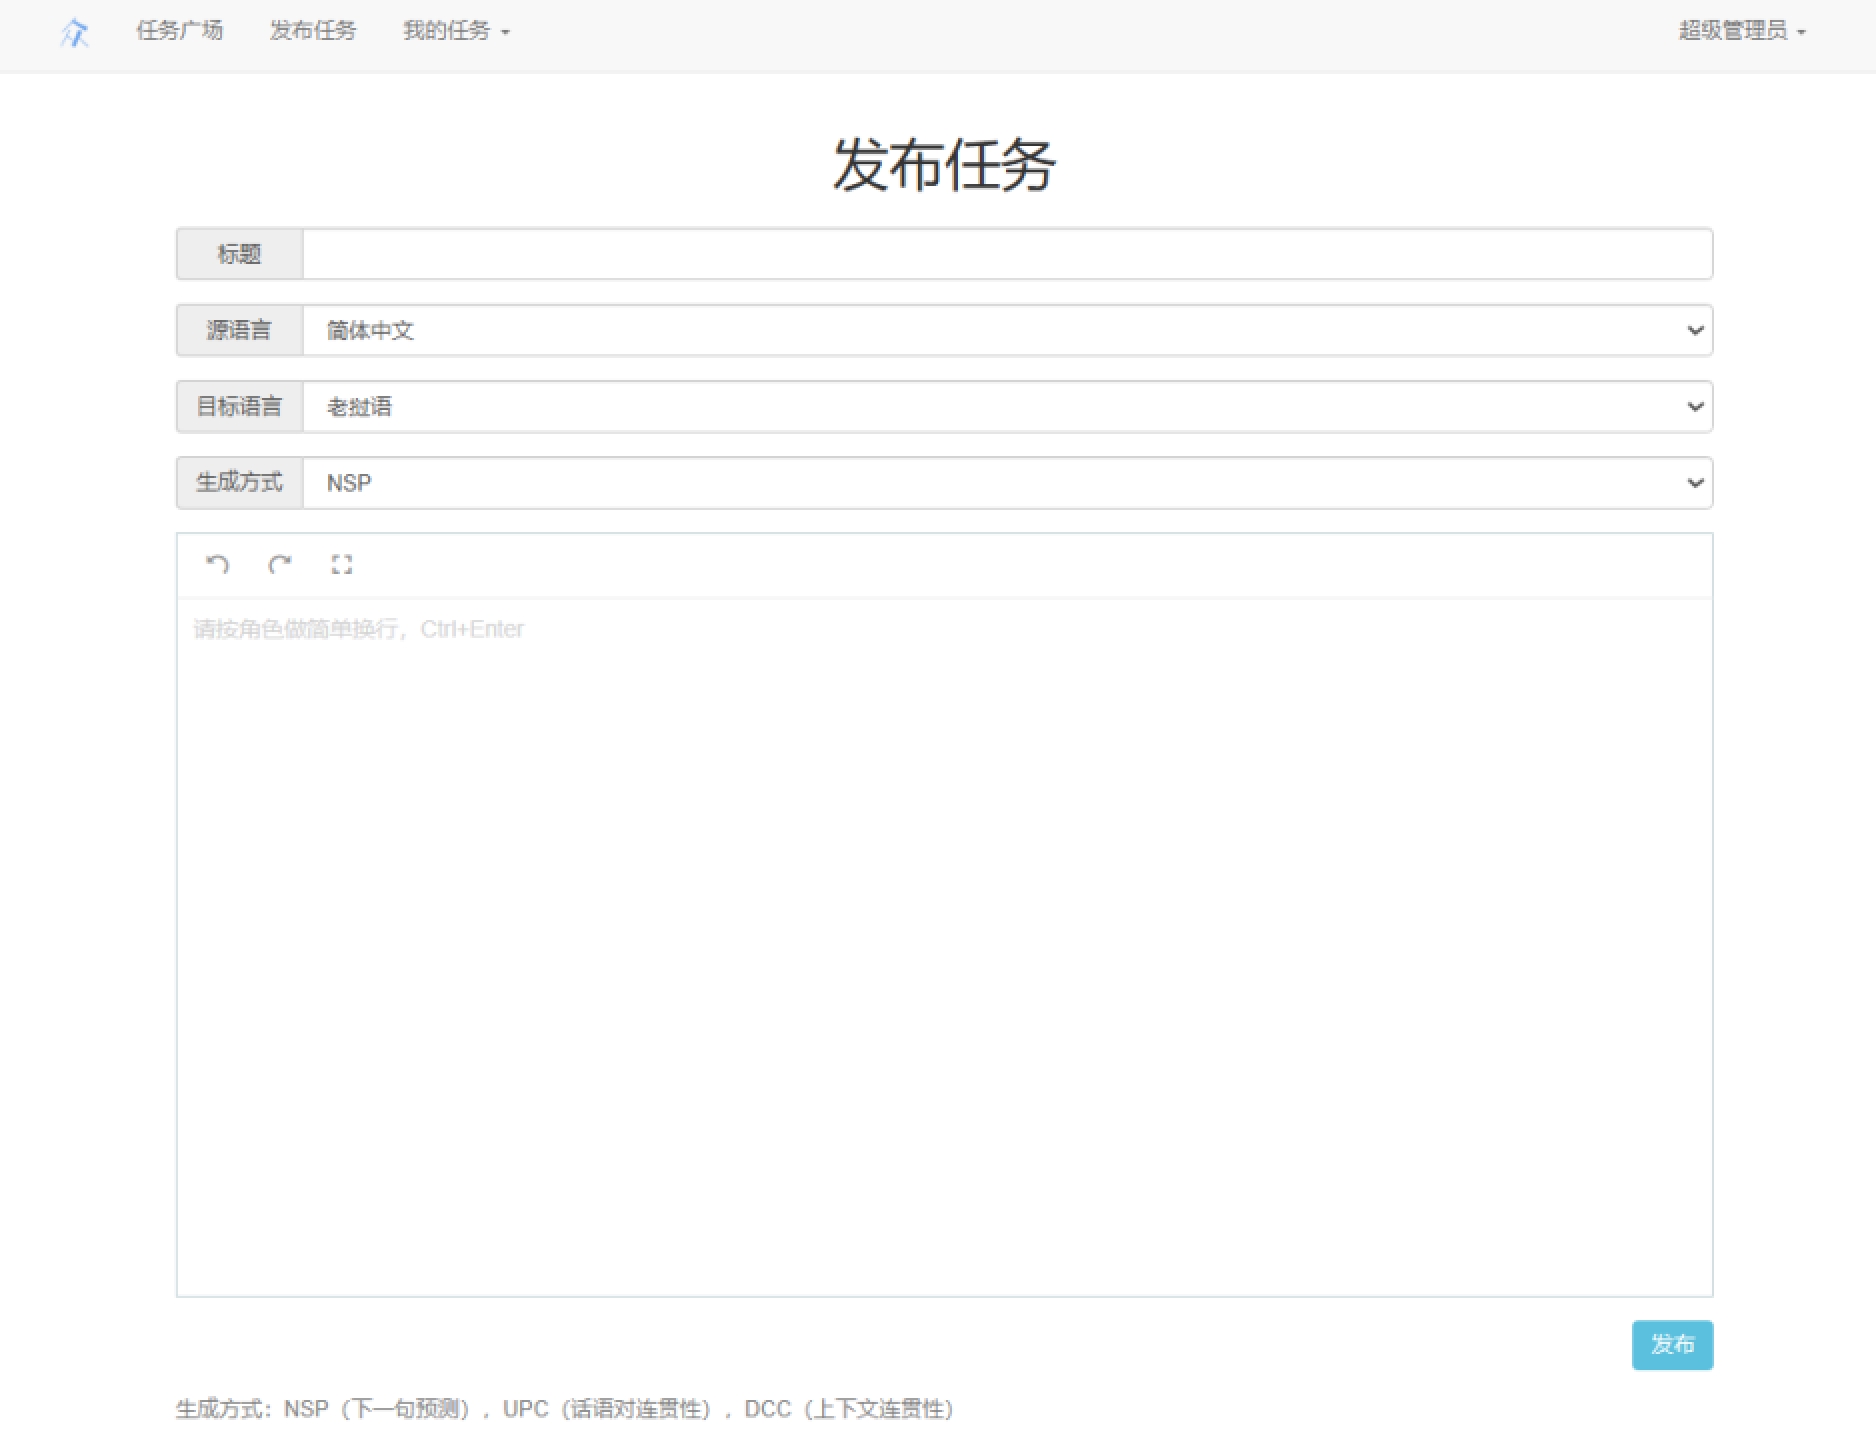 众 任务广场 发布任务 我的任务 超级管理员
发布任务
标题
源语言 简体中文
目标语言 老挝语
生成方式 NSP
请按角色做简单换行，Ctrl+Enter
发布
生成方式：NSP（下一句预测），UPC（话语对连贯性），DCC（上下文连贯性）